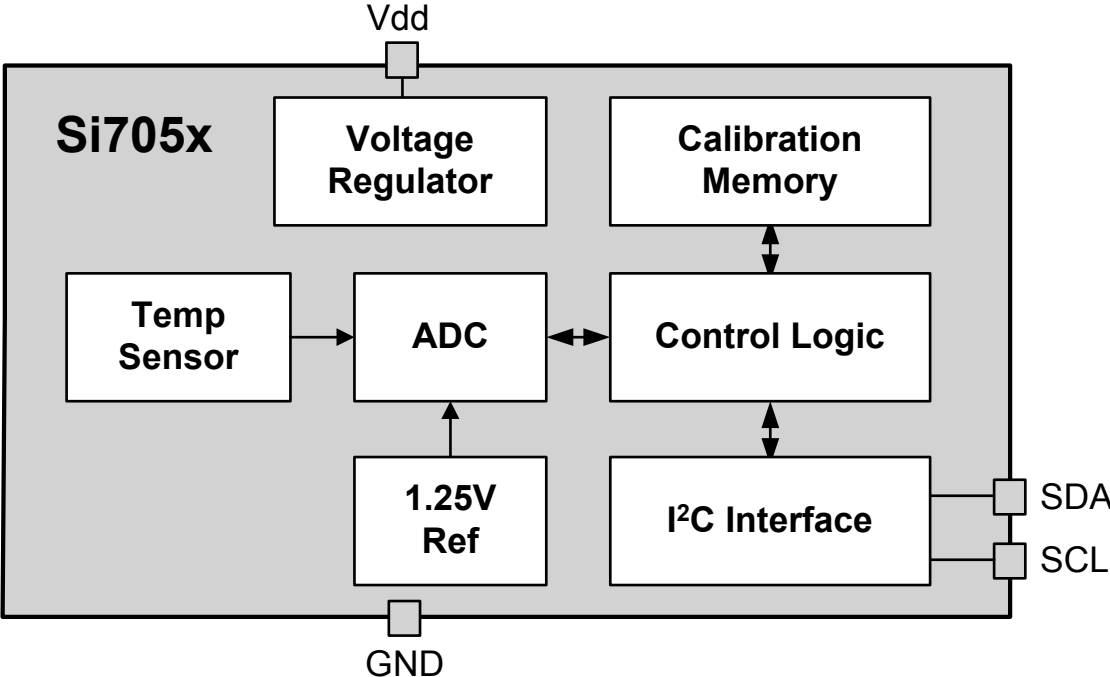 Vdd
Si705x
Voltage
Regulator
Calibration
Memory
Temp
Sensor
ADC
Control Logic
1.25V
Ref
I²C Interface
SDA
SCL
GND